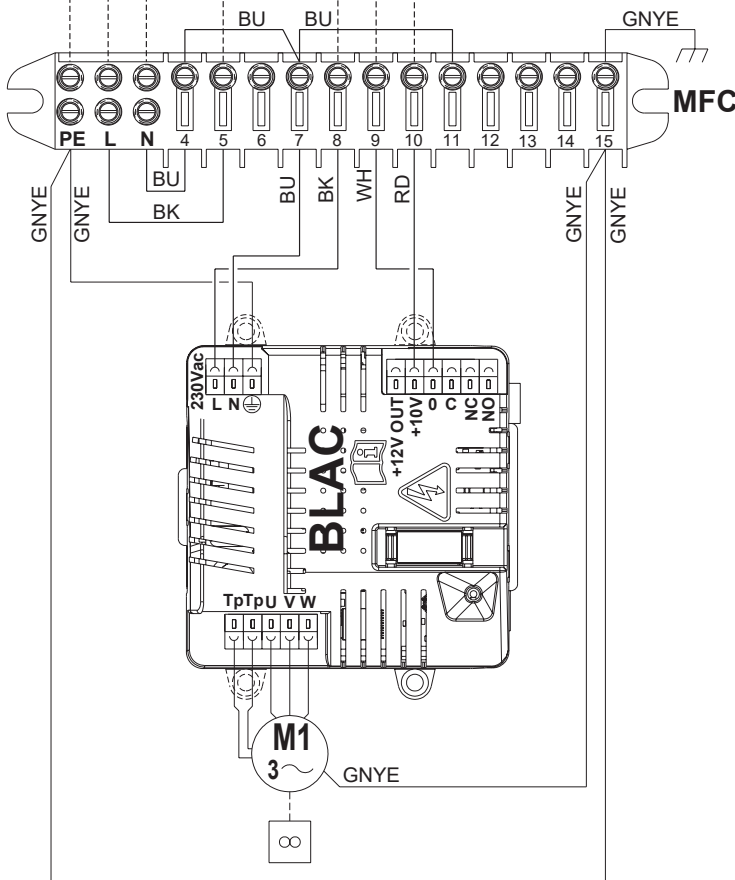 BU BU GNYE
MFC
PE L N 4 5 6 7 8 9 10 11 12 13 14 15
BU
BK
GNYE
GNYE
BU
BK
WH
RD
GNYE
GNYE
230Vac
L N
+12V OUT
+10V
0
C
NC
NO
BLAC
i
Tp Tp U V W
M1
3~
GNYE